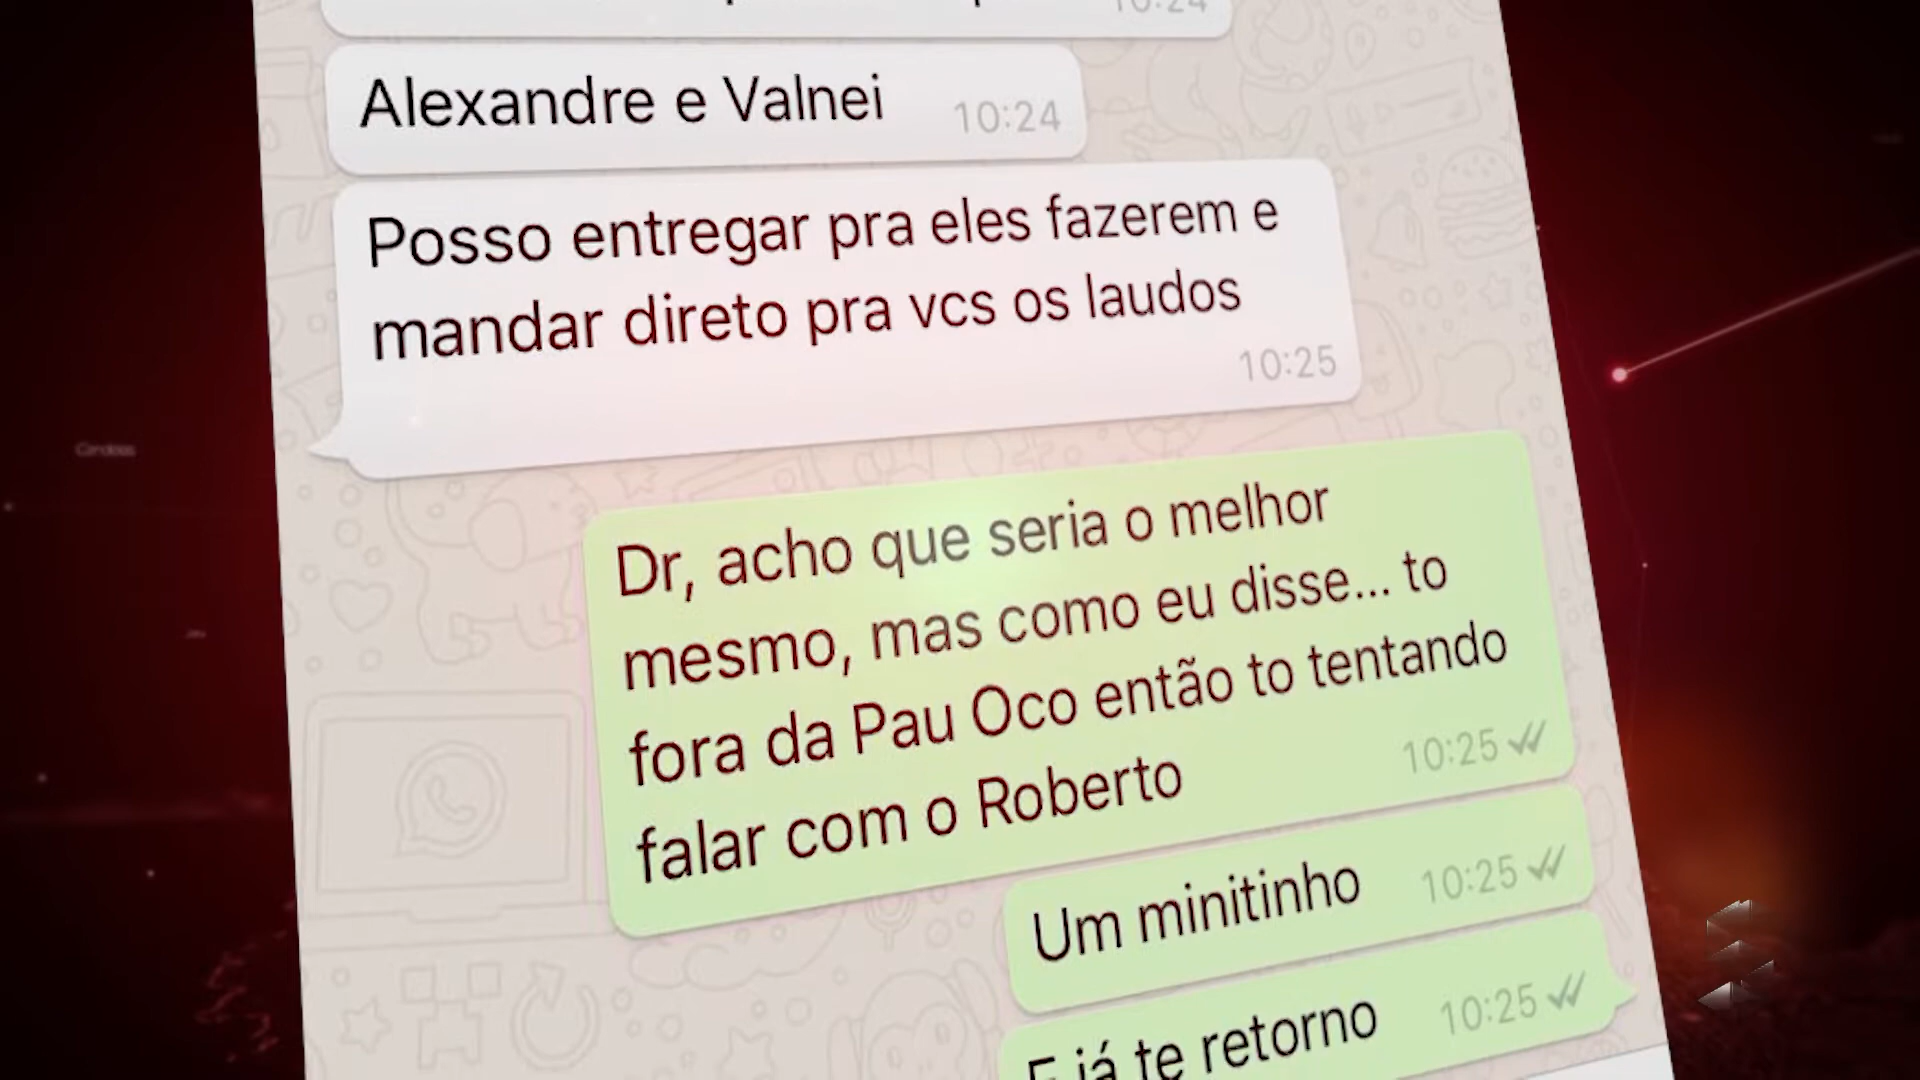 10:24
Alexandre e Valnei 10:24
Posso entregar pra eles fazerem e
mandar direto pra vcs os laudos
10:25
Dr, acho que seria o melhor
mesmo, mas como eu disse... to
fora da Pau Oco então to tentando
falar com o Roberto 10:25
Um minitinho 10:25
E já te retorno 10:25